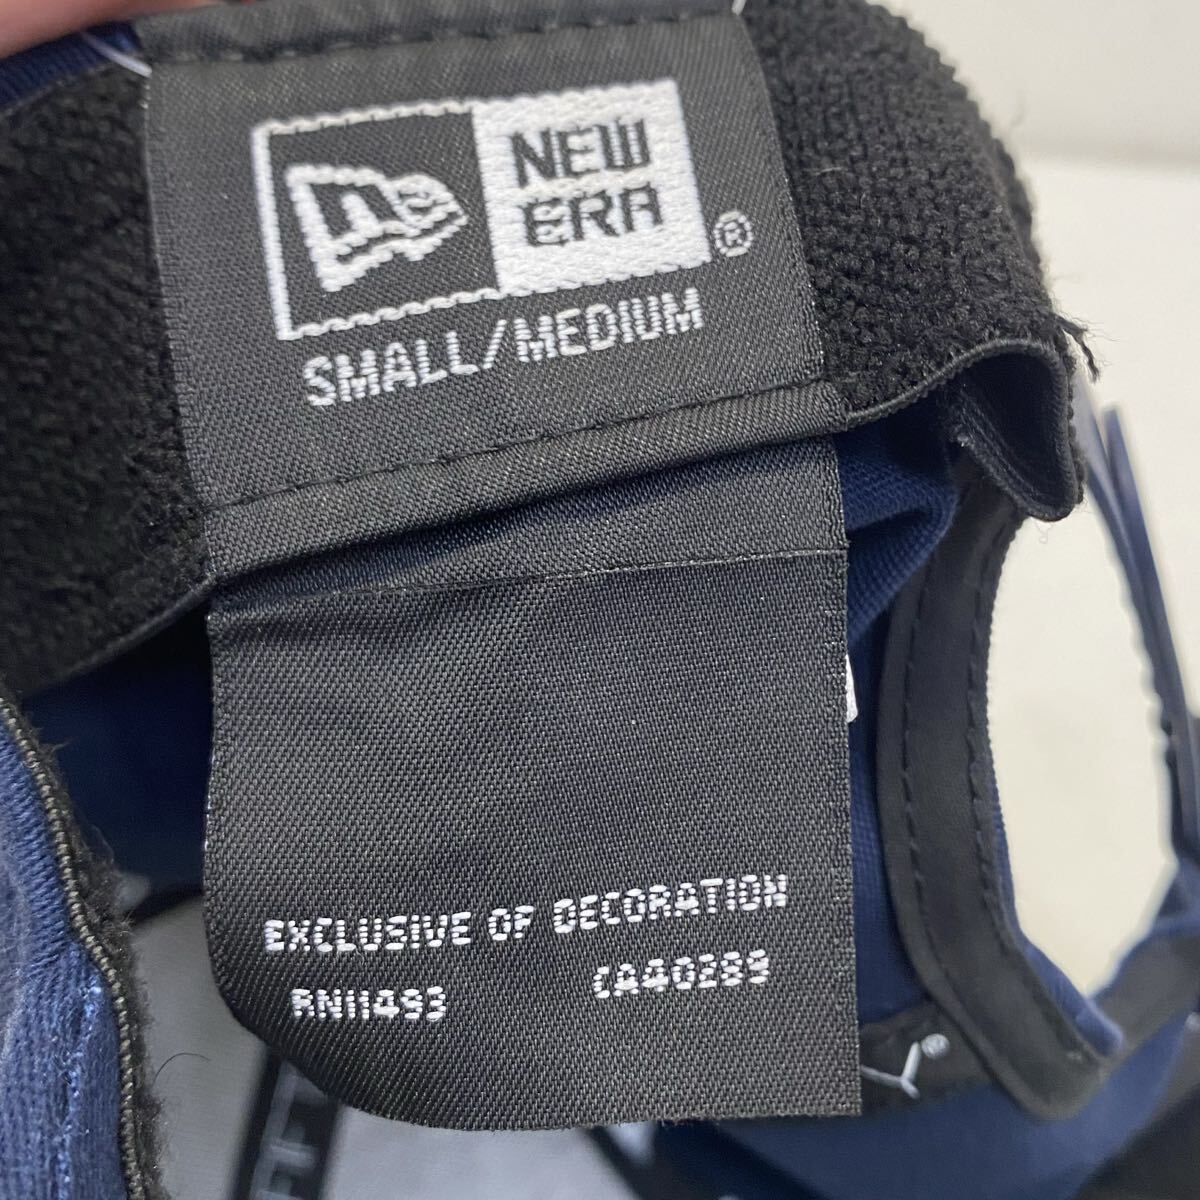 NEW
ERA
®
SMALL/MEDIUM
EXCLUSIVE OF DECORATION
RN11493 CA40289